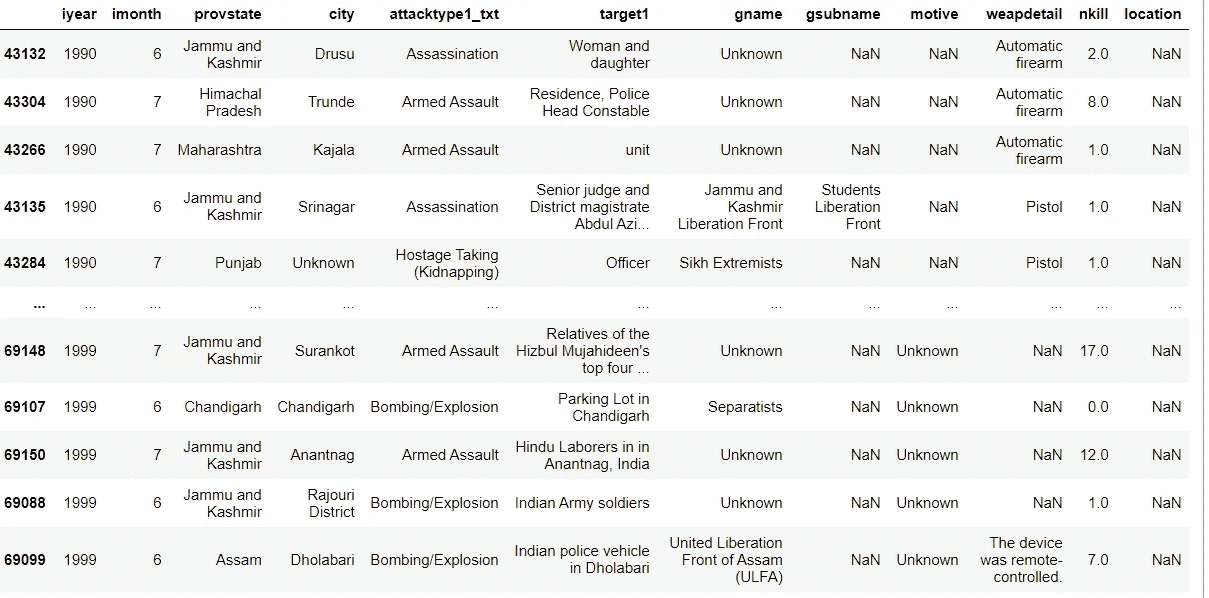 iyear imonth provstate city attacktype1_txt target1 gname gsubname motive weapdetail nkill location
43132 1990 6 Jammu and Kashmir Drusu Assassination Woman and daughter Unknown NaN NaN Automatic firearm 2.0 NaN
43304 1990 7 Himachal Pradesh Trunde Armed Assault Residence, Police Head Constable Unknown NaN NaN Automatic firearm 8.0 NaN
43266 1990 7 Maharashtra Kajala Armed Assault unit Unknown NaN NaN Automatic firearm 1.0 NaN
43135 1990 6 Jammu and Kashmir Srinagar Assassination Senior judge and District magistrate Abdul Azi... Jammu and Kashmir Liberation Front Students Liberation Front NaN Pistol 1.0 NaN
43284 1990 7 Punjab Unknown Hostage Taking (Kidnapping) Officer Sikh Extremists NaN NaN Pistol 1.0 NaN
... ... ... ... ... ... ... ... ... ... ... ... ...
69148 1999 7 Jammu and Kashmir Surankot Armed Assault Relatives of the Hizbul Mujahideen's top four ... Unknown NaN Unknown NaN 17.0 NaN
69107 1999 6 Chandigarh Chandigarh Bombing/Explosion Parking Lot in Chandigarh Separatists NaN Unknown NaN 0.0 NaN
69150 1999 7 Jammu and Kashmir Anantnag Armed Assault Hindu Laborers in in Anantnag, India Unknown NaN Unknown NaN 12.0 NaN
69088 1999 6 Jammu and Kashmir Rajouri District Bombing/Explosion Indian Army soldiers Unknown NaN Unknown NaN 1.0 NaN
69099 1999 6 Assam Dholabari Bombing/Explosion Indian police vehicle in Dholabari United Liberation Front of Assam (ULFA) NaN Unknown The device was remote-controlled. 7.0 NaN